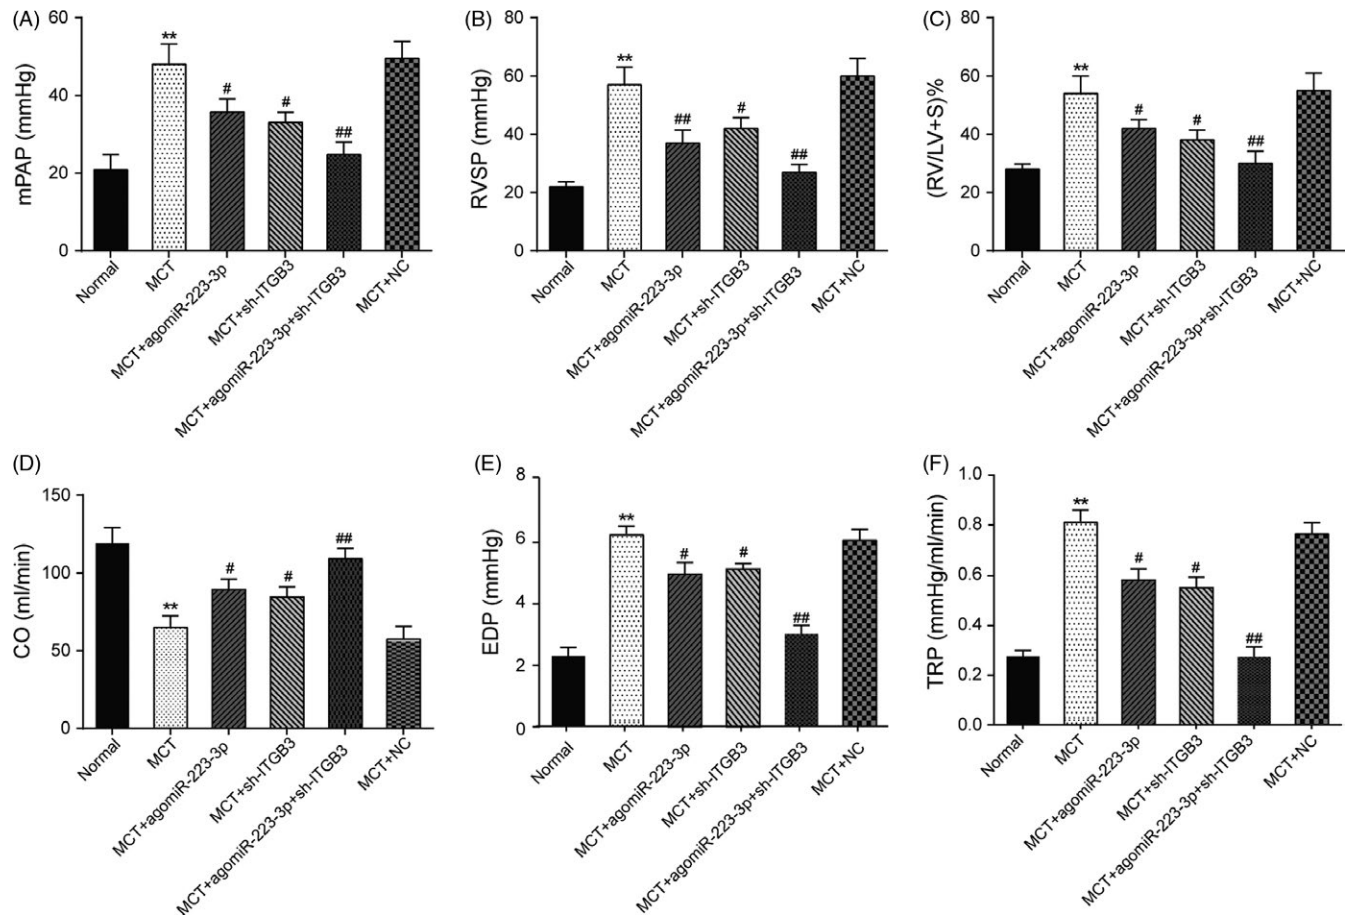 (A)
mPAP (mmHg)
60
40
20
0
**
#
#
##
Normal
MCT
MCT+agomiR-223-3p
MCT+sh-ITGB3
MCT+agomiR-223-3p+sh-ITGB3
MCT+NC
(B)
RVSP (mmHg)
80
60
40
20
0
**
##
#
##
Normal
MCT
MCT+agomiR-223-3p
MCT+sh-ITGB3
MCT+agomiR-223-3p+sh-ITGB3
MCT+NC
(C)
(RV/LV+S)%
80
60
40
20
0
**
#
#
##
Normal
MCT
MCT+agomiR-223-3p
MCT+sh-ITGB3
MCT+agomiR-223-3p+sh-ITGB3
MCT+NC
(D)
CO (ml/min)
150
100
50
0
**
#
#
##
Normal
MCT
MCT+agomiR-223-3p
MCT+sh-ITGB3
MCT+agomiR-223-3p+sh-ITGB3
MCT+NC
(E)
EDP (mmHg)
8
6
4
2
0
**
#
#
##
Normal
MCT
MCT+agomiR-223-3p
MCT+sh-ITGB3
MCT+agomiR-223-3p+sh-ITGB3
MCT+NC
(F)
TRP (mmHg/ml/min)
1.0
0.8
0.6
0.4
0.2
0.0
**
#
#
##
Normal
MCT
MCT+agomiR-223-3p
MCT+sh-ITGB3
MCT+agomiR-223-3p+sh-ITGB3
MCT+NC